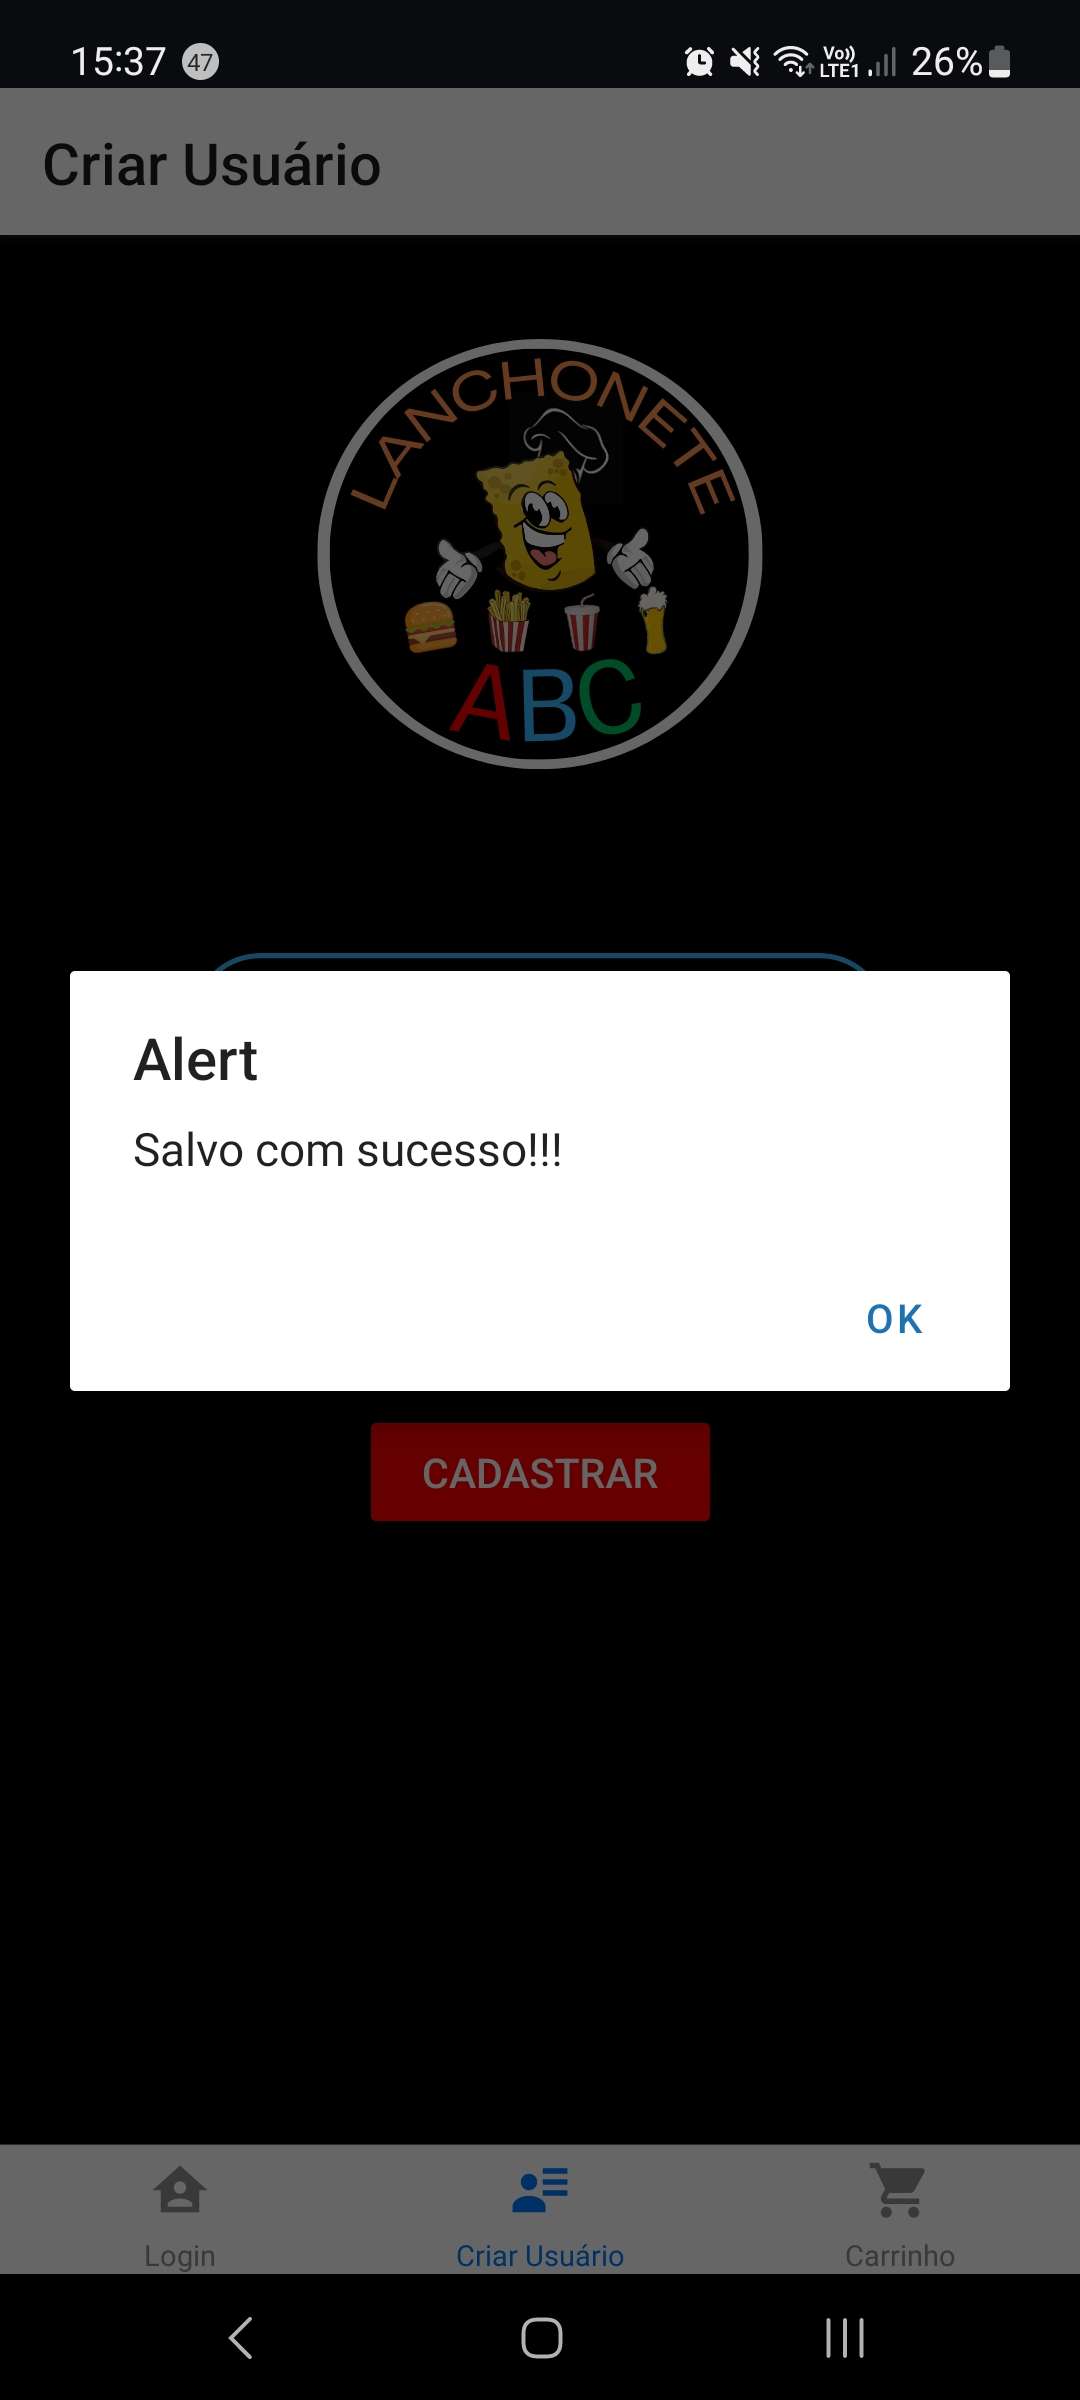 15:37 47 Vo)) LTE1 26%
Criar Usuário
LANCHONETE
ABC
Alert
Salvo com sucesso!!!
OK
CADASTRAR
Login Criar Usuário Carrinho